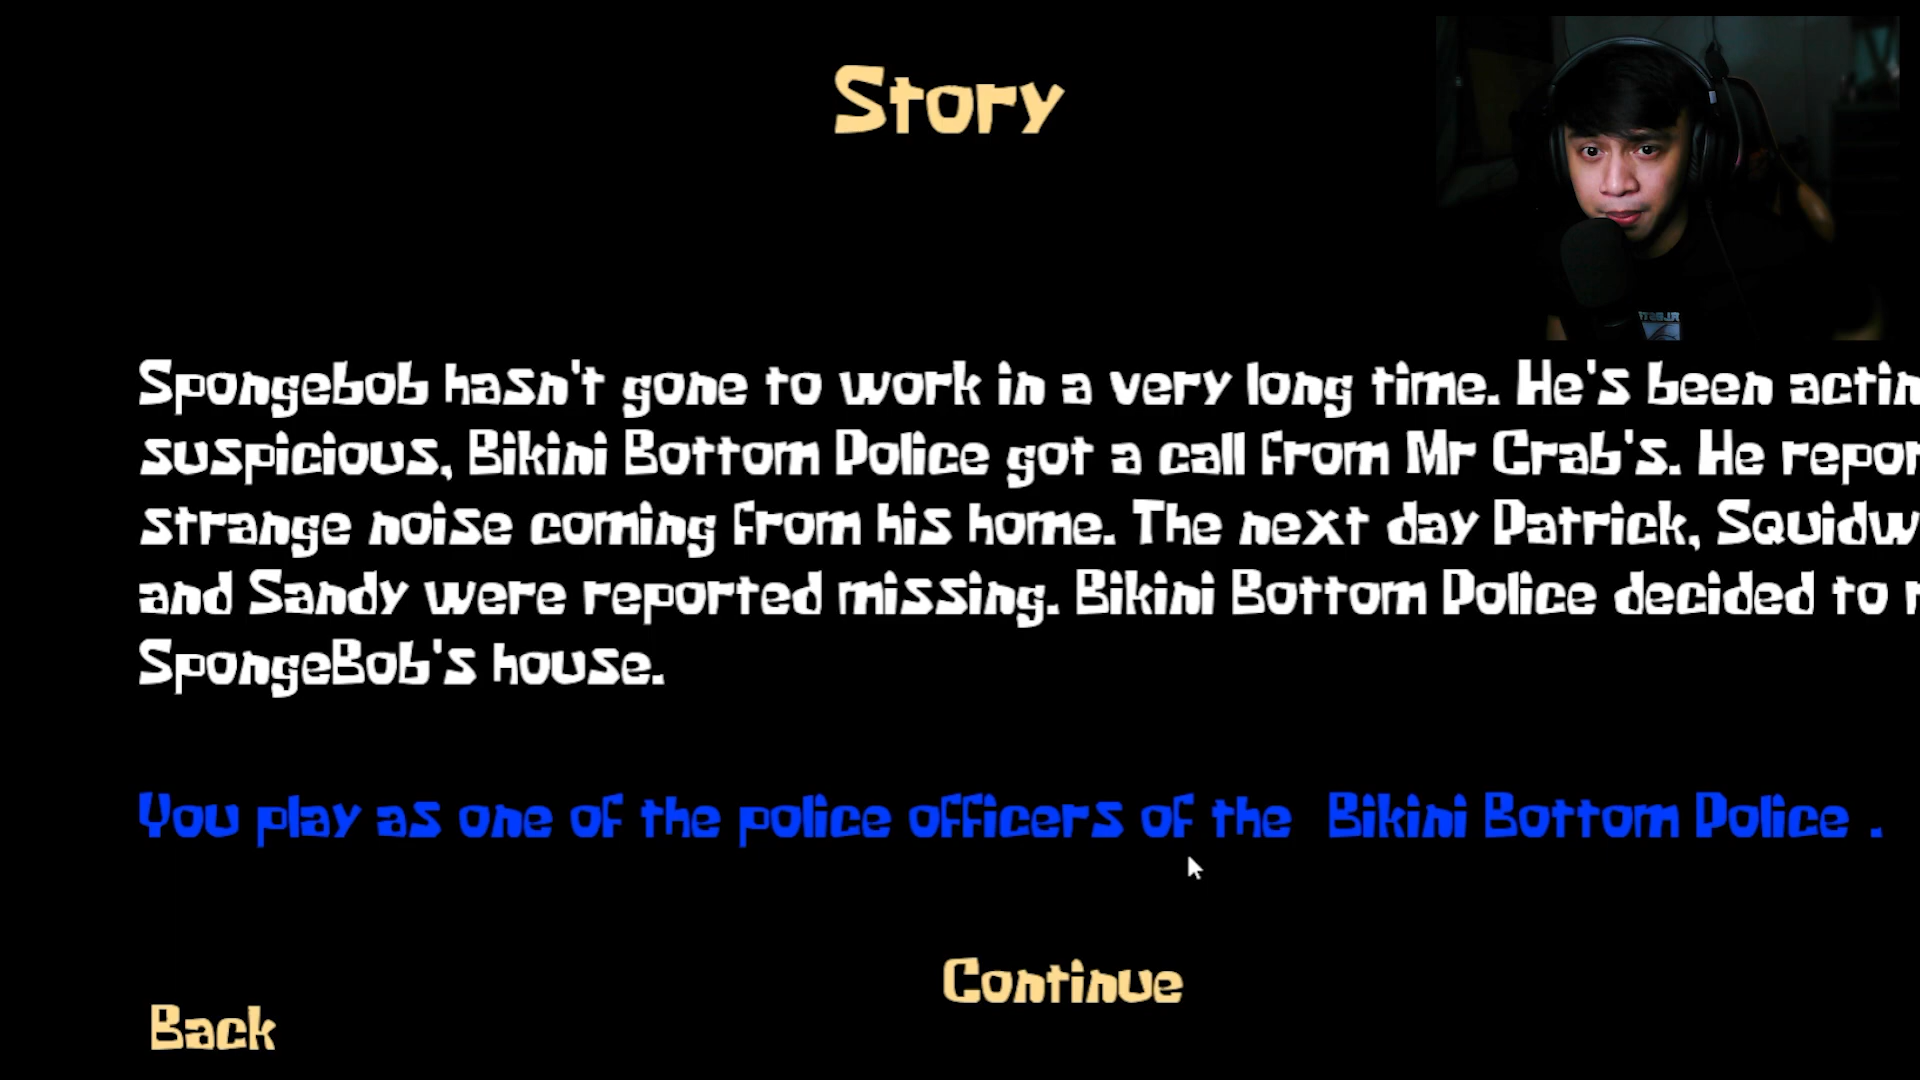 Story
Spongebob hasn't gone to work in a very long time. He's been actin
suspicious, Bikini Bottom Police got a call from Mr Crab's. He repor
strange noise coming from his home. The next day Patrick, Squidw
and Sandy were reported missing. Bikini Bottom Police decided to r
SpongeBob's house.
You play as one of the police officers of the  Bikini Bottom Police .
Continue
Back